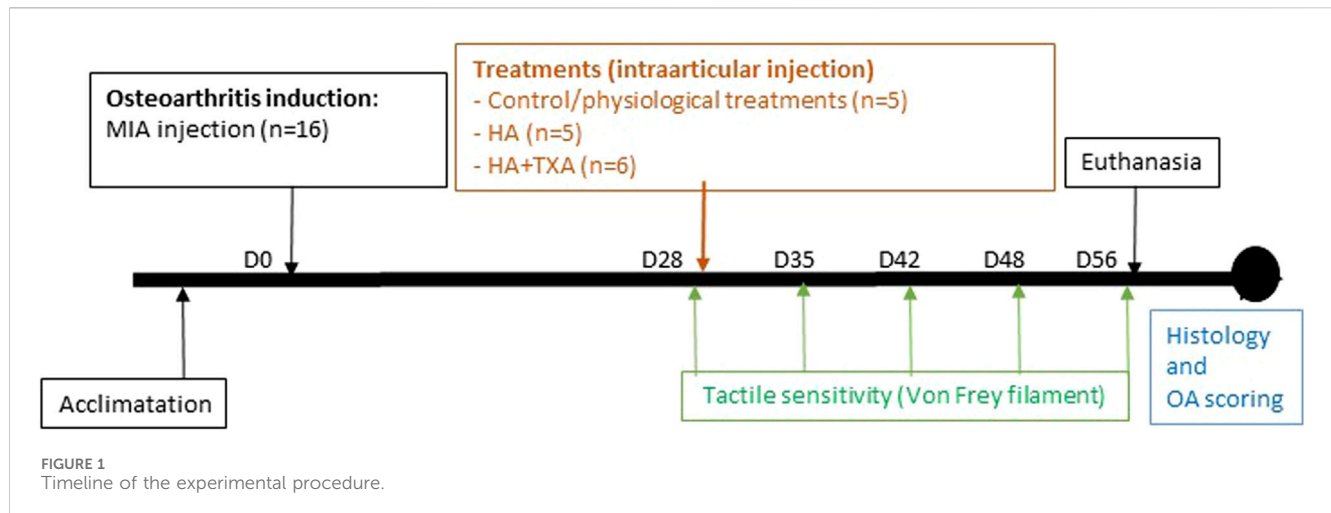 Osteoarthritis induction:
MIA injection (n=16)
Treatments (intraarticular injection)
- Control/physiological treatments (n=5)
- HA (n=5)
- HA+TXA (n=6)
Euthanasia
D0
D28
D35
D42
D48
D56
Acclimatation
Tactile sensitivity (Von Frey filament)
Histology
and
OA scoring
FIGURE 1
Timeline of the experimental procedure.